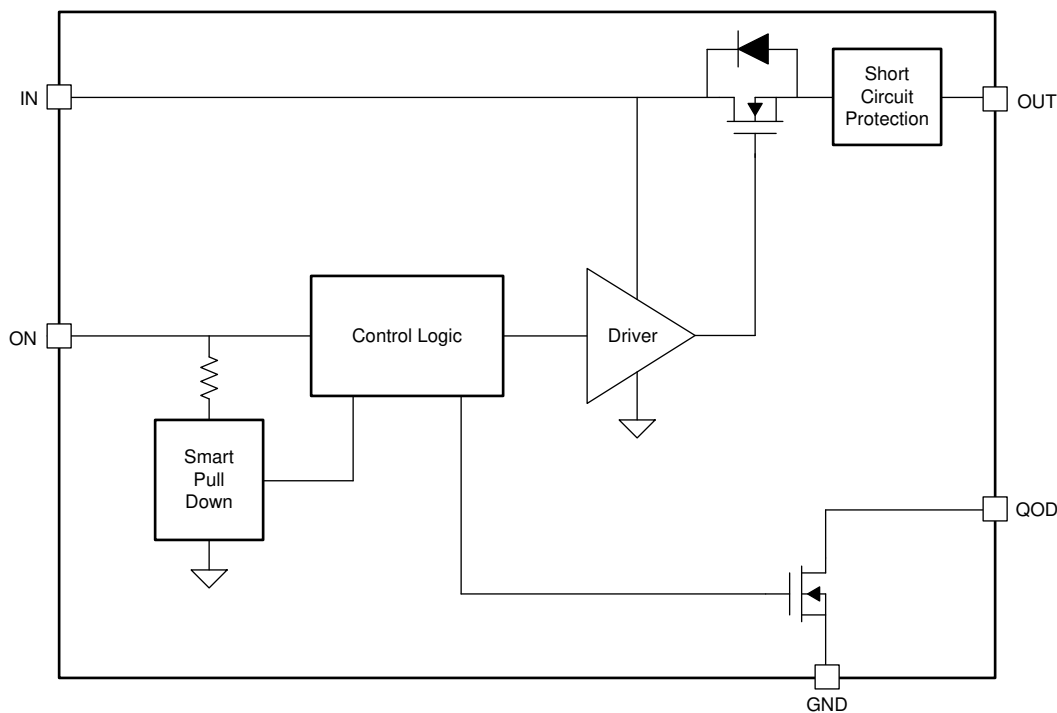 Short
Circuit
Protection
IN
OUT
Control Logic
Driver
ON
Smart
Pull
Down
QOD
GND